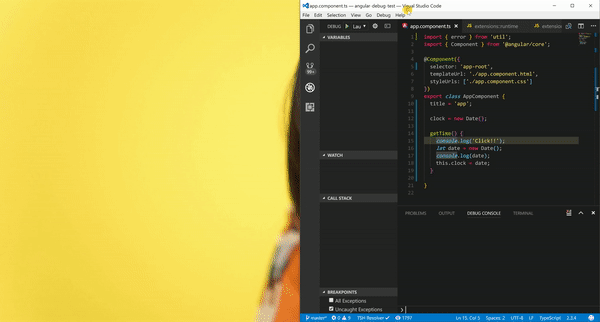 app.component.ts — angular debug test — Visual Studio Code
File Edit Selection View Go Debug Help
DEBUG Lau
app.component.ts extensions:runtime extension
VARIABLES
WATCH
CALL STACK
BREAKPOINTS
All Exceptions
Uncaught Exceptions
99+
1 import { error } from 'util';
2 import { Component } from '@angular/core';
3
4 @Component({
5 selector: 'app-root',
6 templateUrl: './app.component.html',
7 styleUrls: ['./app.component.css']
8 })
9 export class AppComponent {
10 title = 'app';
11
12 clock = new Date();
13
14 getTime() {
15 console.log('Click!!');
16 let date = new Date();
17 console.log(date);
18 this.clock = date;
19 }
20
21 }
22
PROBLEMS OUTPUT DEBUG CONSOLE TERMINAL
master* 0 5 TSH Resolver ✓ 1797 Ln 15, Col 5 Spaces: 2 UTF-8 LF TypeScript 2.3.4